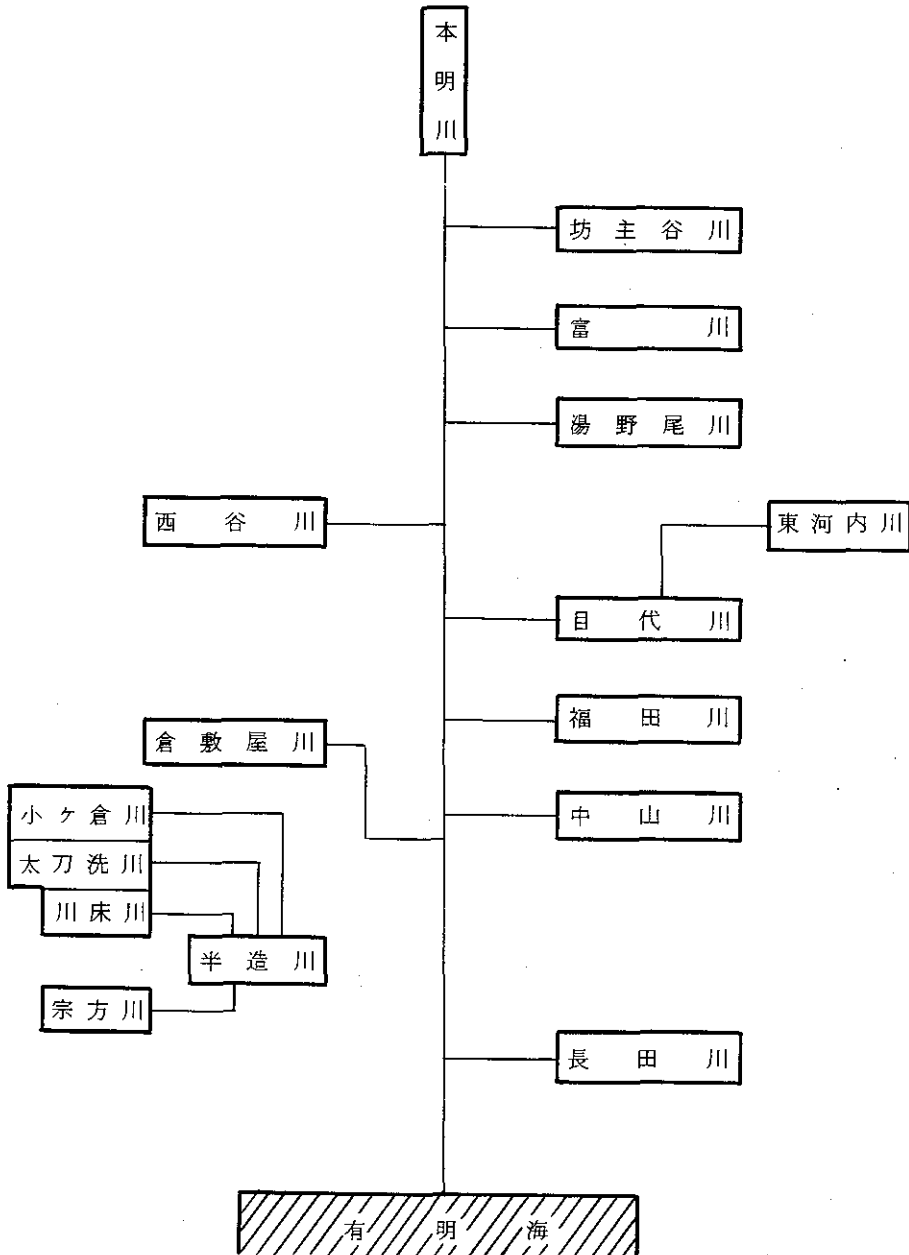 本明川
坊主谷川
富川
湯野尾川
西谷川
東河内川
目代川
福田川
倉敷屋川
小ヶ倉川
中山川
太刀洗川
川床川
半造川
宗方川
長田川
有明海